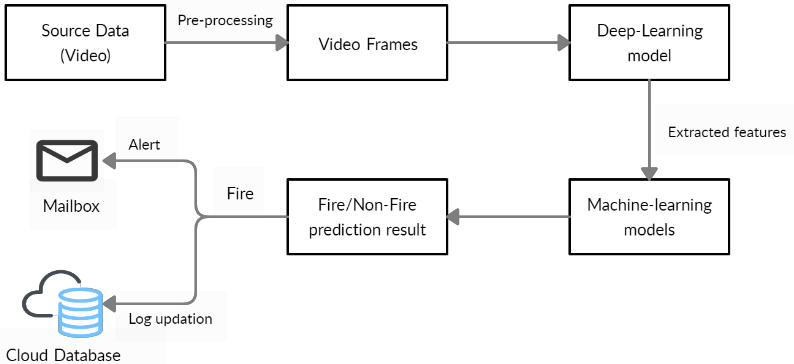 Source Data
(Video)
Pre-processing
Video Frames
Deep-Learning
model
Extracted features
Machine-learning
models
Fire/Non-Fire
prediction result
Fire
Alert
Mailbox
Log updation
Cloud Database